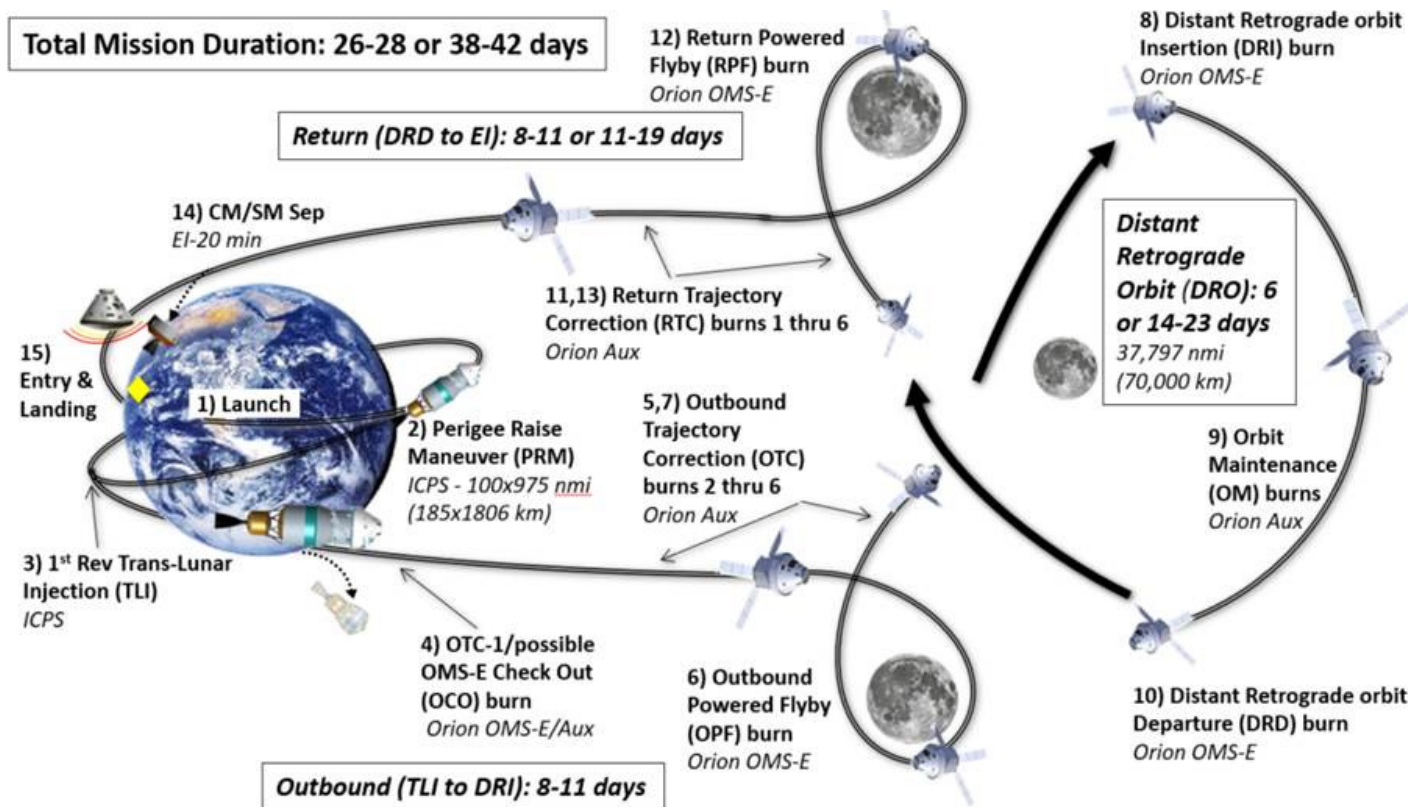 Total Mission Duration: 26-28 or 38-42 days
12) Return Powered
Flyby (RPF) burn
Orion OMS-E
8) Distant Retrograde orbit
Insertion (DRI) burn
Orion OMS-E
Return (DRD to EI): 8-11 or 11-19 days
14) CM/SM Sep
EI-20 min
Distant
Retrograde
Orbit (DRO): 6
or 14-23 days
37,797 nmi
(70,000 km)
11,13) Return Trajectory
Correction (RTC) burns 1 thru 6
Orion Aux
15)
Entry &
Landing
1) Launch
2) Perigee Raise
Maneuver (PRM)
ICPS - 100x975 nmi
(185x1806 km)
5,7) Outbound
Trajectory
Correction (OTC)
burns 2 thru 6
Orion Aux
9) Orbit
Maintenance
(OM) burns
Orion Aux
3) 1st Rev Trans-Lunar
Injection (TLI)
ICPS
4) OTC-1/possible
OMS-E Check Out
(OCO) burn
Orion OMS-E/Aux
6) Outbound
Powered Flyby
(OPF) burn
Orion OMS-E
10) Distant Retrograde orbit
Departure (DRD) burn
Orion OMS-E
Outbound (TLI to DRI): 8-11 days